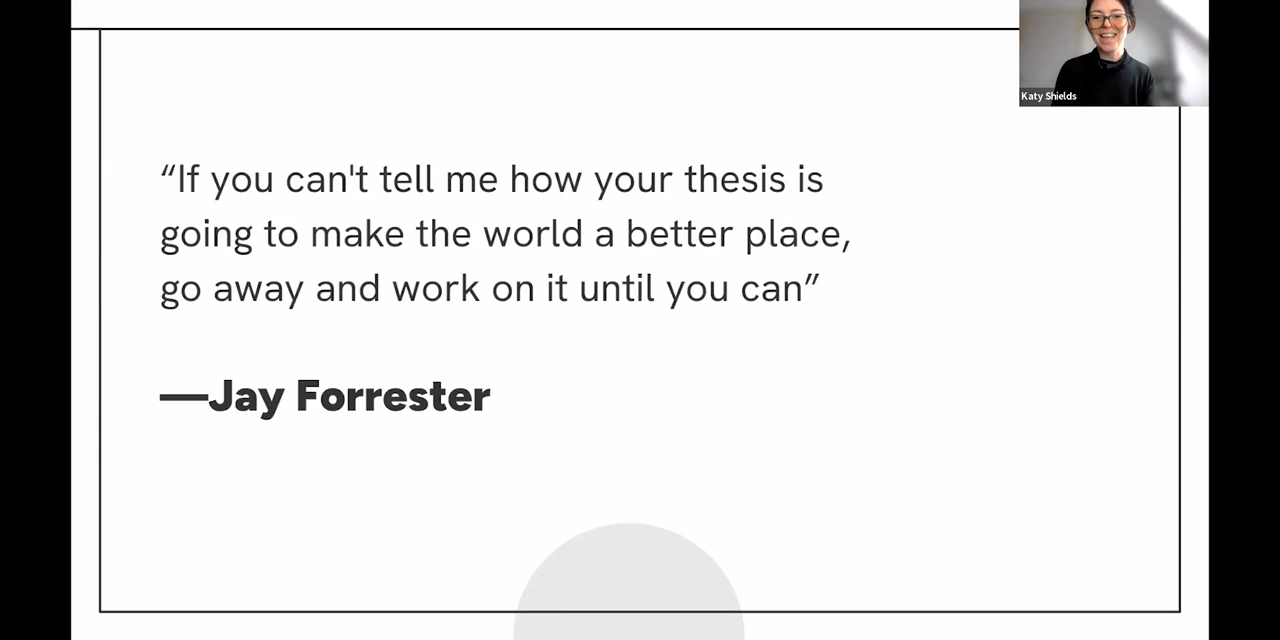 Katy Shields
“If you can't tell me how your thesis is
going to make the world a better place,
go away and work on it until you can”
—Jay Forrester